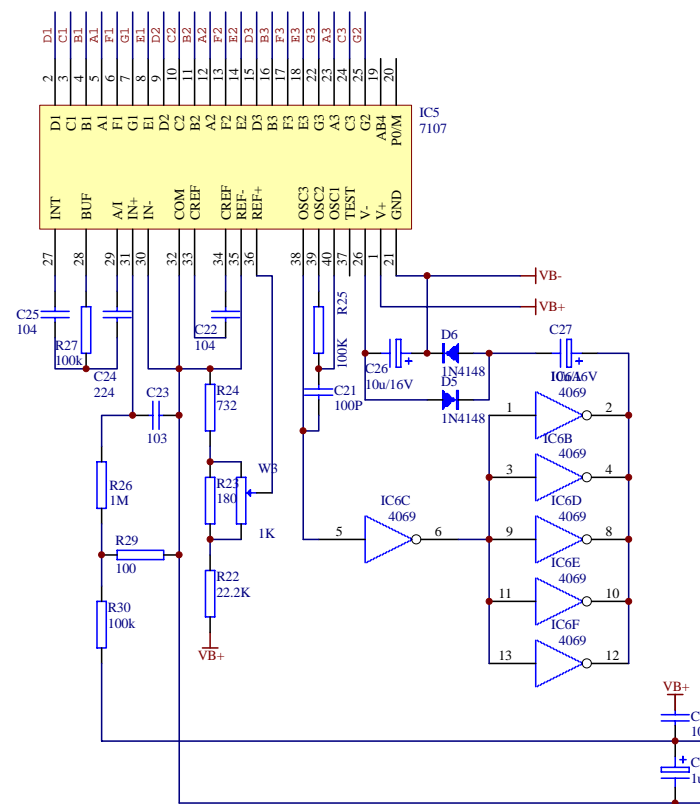 D1 C1 B1 A1 F1 G1 E1 D2 C2 B2 A2 F2 E2 D3 B3 F3 E3 G3 A3 C3 G2
2 3 4 5 6 7 8 9 10 11 12 13 14 15 16 17 18 22 23 24 25 19 20
IC5
7107
D1 C1 B1 A1 F1 G1 E1 D2 C2 B2 A2 F2 E2 D3 B3 F3 E3 G3 A3 C3 G2 AB4 P0/M
INT BUF A/I IN+ IN- COM CREF CREF REF- REF+ OSC3 OSC2 OSC1 TEST V- V+ GND
27 28 29 31 30 32 33 34 35 36 38 39 40 37 26 1 21
VB-
VB+
C25
104
R27
100k
C24
224
C22
104
R25
100K
C21
100P
C26
10u/16V
D6
1N4148
D5
1N4148
C27
C23
103
R24
732
W3
1K
R23
180
R22
22.2K
VB+
R26
1M
R29
100
R30
100k
IC6C
4069
5 6
4069
1 2
IC6B
4069
3 4
IC6D
4069
9 8
IC6E
4069
11 10
IC6F
4069
13 12
VB+